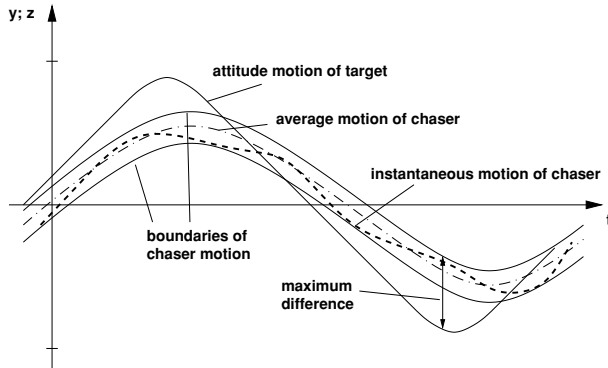 y; z
attitude motion of target
average motion of chaser
instantaneous motion of chaser
t
boundaries of
chaser motion
maximum
difference